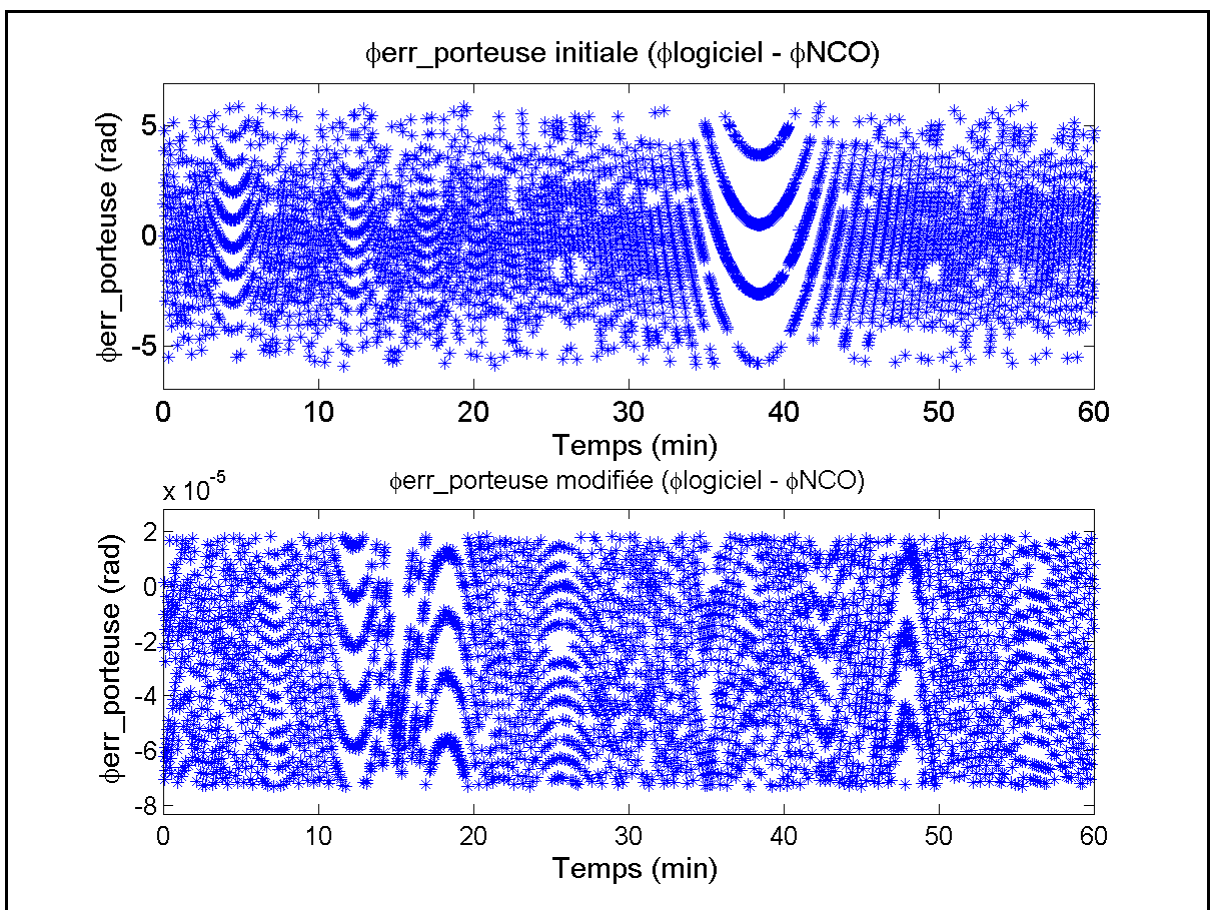 ϕerr_porteuse initiale (ϕlogiciel - ϕNCO)
ϕerr_porteuse (rad)
5
0
-5
0 10 20 30 40 50 60
Temps (min)
x 10^-5
ϕerr_porteuse modifiée (ϕlogiciel - ϕNCO)
ϕerr_porteuse (rad)
2
0
-2
-4
-6
-8
0 10 20 30 40 50 60
Temps (min)